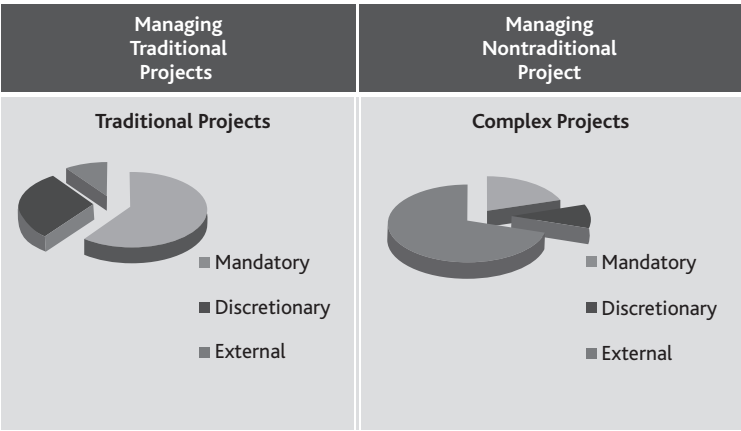 Managing
Traditional
Projects
Managing
Nontraditional
Project
Traditional Projects
Mandatory
Discretionary
External
Complex Projects
Mandatory
Discretionary
External